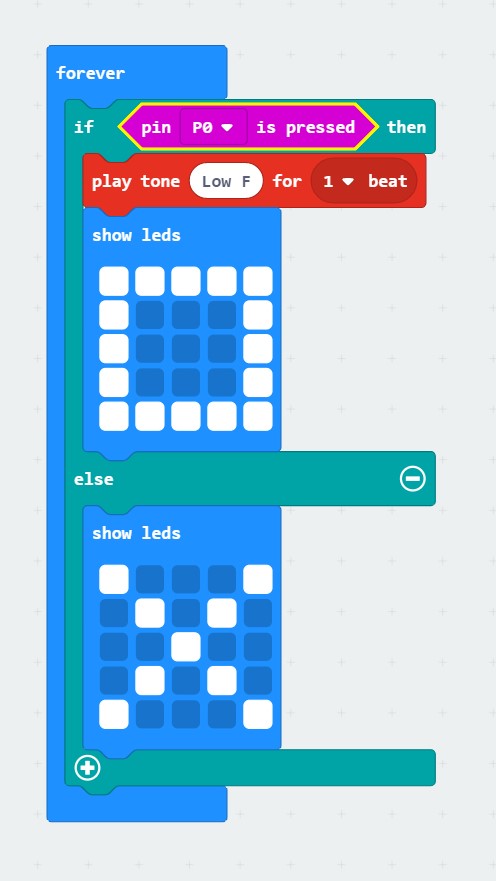 forever
if pin P0 is pressed then
play tone Low F for 1 beat
show leds
else
show leds